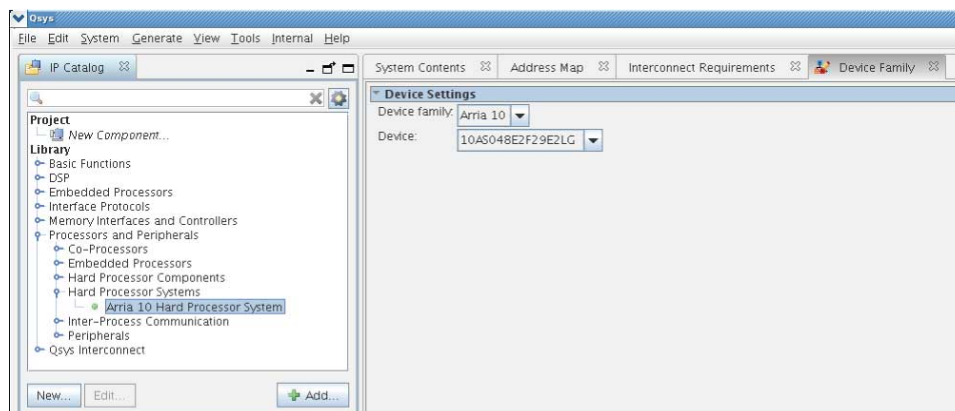 Qsys
File Edit System Generate View Tools Internal Help
IP Catalog
Project
New Component...
Library
Basic Functions
DSP
Embedded Processors
Interface Protocols
Memory Interfaces and Controllers
Processors and Peripherals
Co-Processors
Embedded Processors
Hard Processor Components
Hard Processor Systems
Arria 10 Hard Processor System
Inter-Process Communication
Peripherals
Qsys Interconnect
New... Edit... Add...
System Contents Address Map Interconnect Requirements Device Family
Device Settings
Device family: Arria 10
Device: 10AS048E2F29E2LG